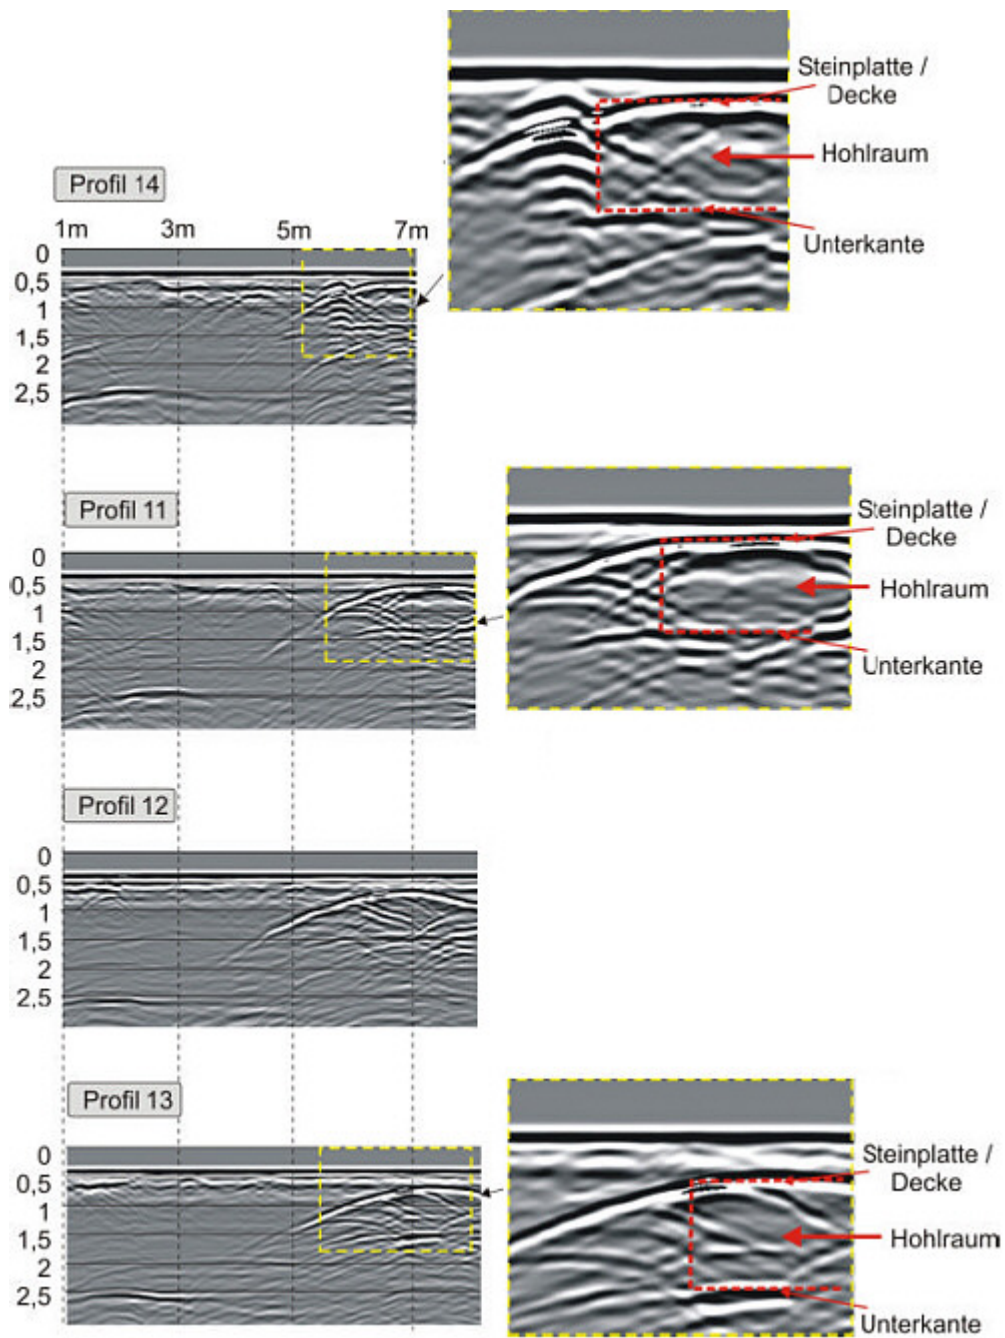 Steinplatte /
Decke
Hohlraum
Unterkante
Profil 14
1m 3m 5m 7m
0
0,5
1
1,5
2
2,5
Profil 11
0
0,5
1
1,5
2
2,5
Steinplatte /
Decke
Hohlraum
Unterkante
Profil 12
0
0,5
1
1,5
2
2,5
Profil 13
0
0,5
1
1,5
2
2,5
Steinplatte /
Decke
Hohlraum
Unterkante